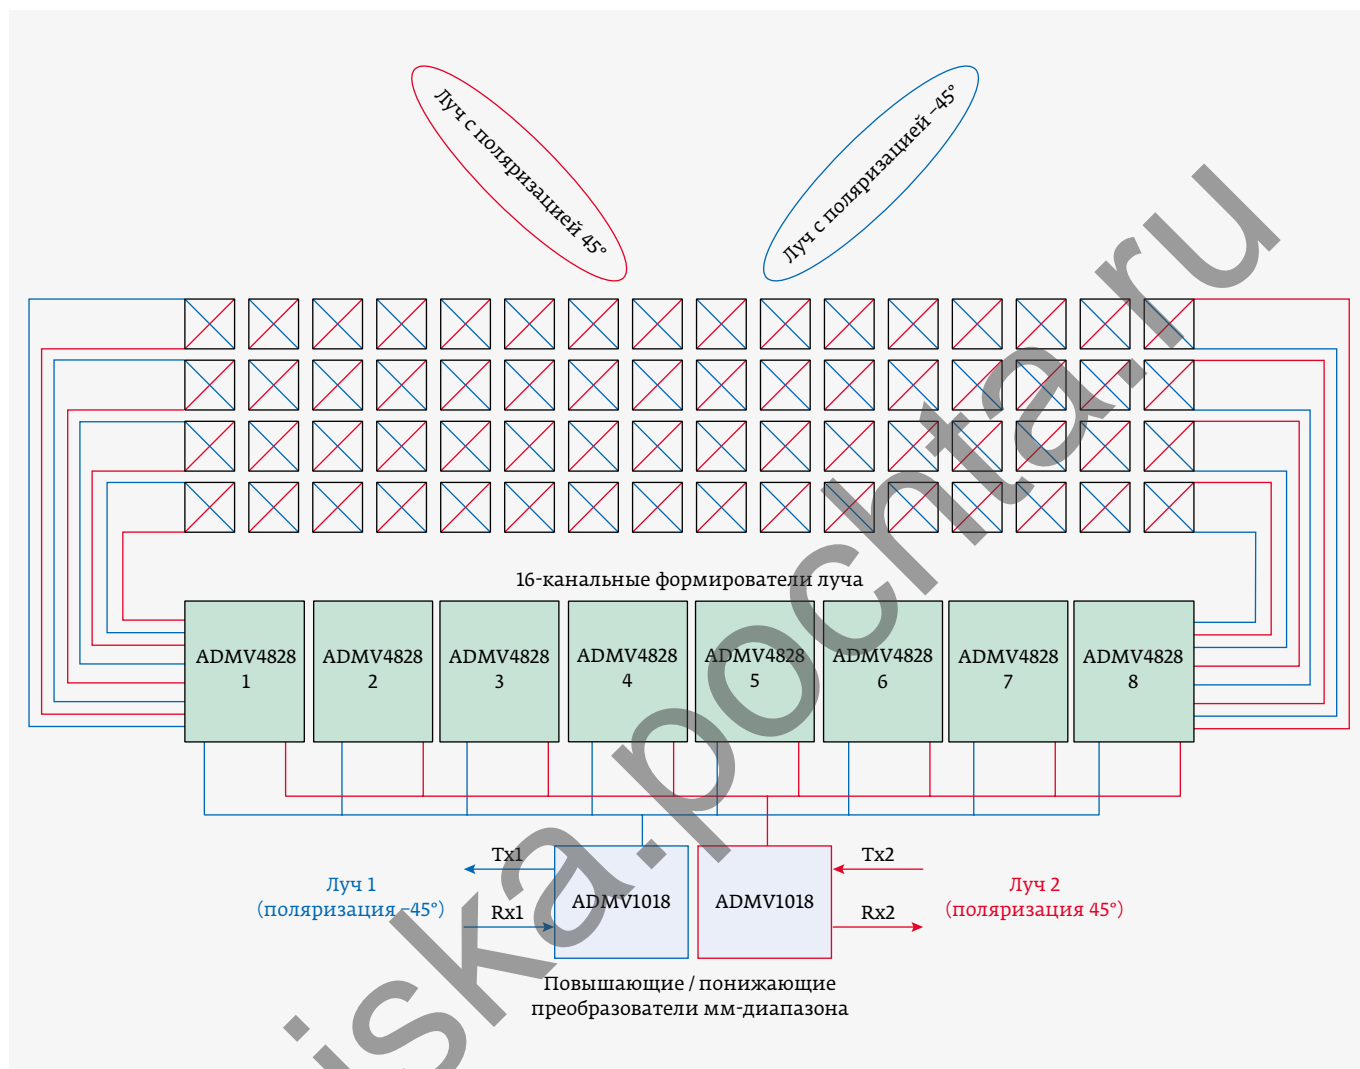 Луч с поляризацией 45°
Луч с поляризацией –45°
16-канальные формирователи луча
ADMV4828
1
ADMV4828
2
ADMV4828
3
ADMV4828
4
ADMV4828
5
ADMV4828
6
ADMV4828
7
ADMV4828
8
Tx1
Rx1
Луч 1
(поляризация –45°)
ADMV1018
ADMV1018
Tx2
Rx2
Луч 2
(поляризация 45°)
Повышающие / понижающие
преобразователи мм-диапазона
iska.pochta.ru